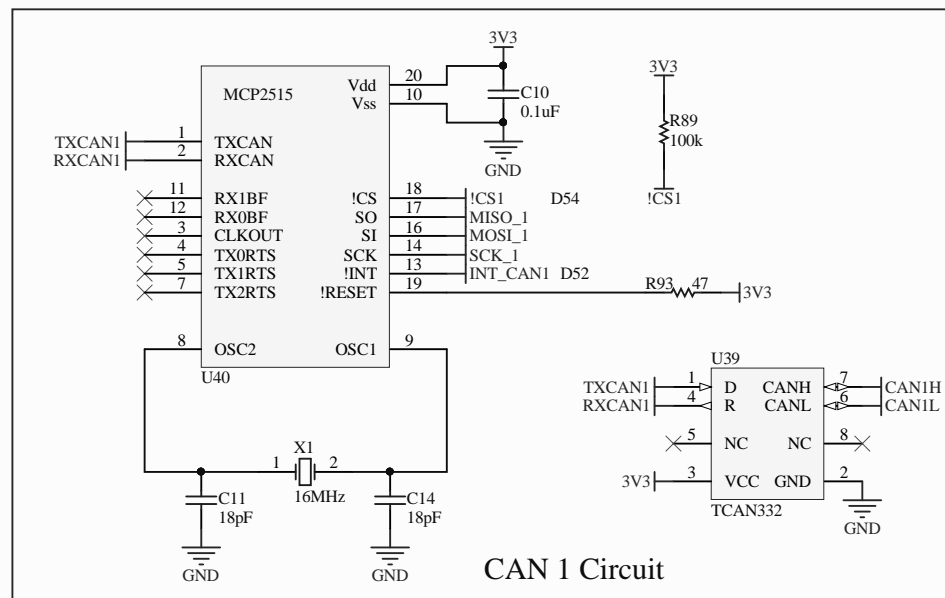 3V3
MCP2515
Vdd 20
Vss 10
C10
0.1uF
GND
3V3
R89
100k
!CS1
TXCAN1 1 TXCAN
RXCAN1 2 RXCAN
11 RX1BF
12 RX0BF
3 CLKOUT
4 TX0RTS
5 TX1RTS
7 TX2RTS
!CS 18 !CS1 D54
SO 17 MISO_1
SI 16 MOSI_1
SCK 14 SCK_1
!INT 13 INT_CAN1 D52
!RESET 19 R93 47 3V3
8 OSC2
OSC1 9
U40
X1
1 2
16MHz
C11
18pF
GND
C14
18pF
GND
U39
TXCAN1 1 D CANH 7 CAN1H
RXCAN1 4 R CANL 6 CAN1L
5 NC NC 8
3V3 3 VCC GND 2
TCAN332
GND
CAN 1 Circuit